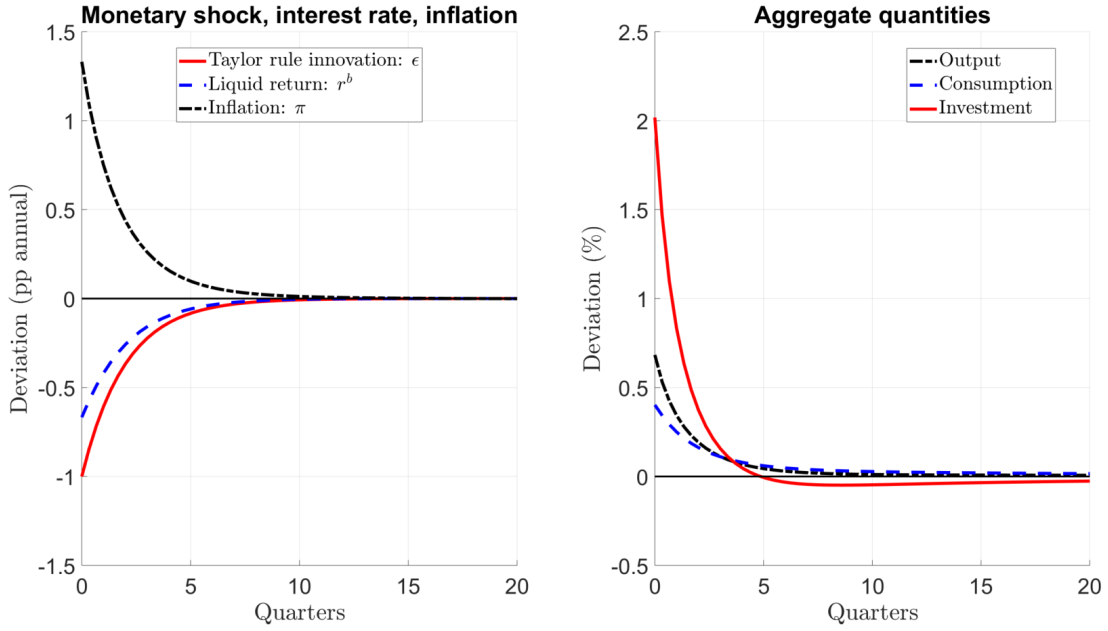 Monetary shock, interest rate, inflation
Deviation (pp annual)
1
0.5
0
-0.5
-1
-1.5
Taylor rule innovation: ϵ
Liquid return: r^b
Inflation: π
0 5 10 15 20
Quarters
Aggregate quantities
Deviation (%)
2.5
2
1.5
1
0.5
0
-0.5
Output
Consumption
Investment
0 5 10 15 20
Quarters